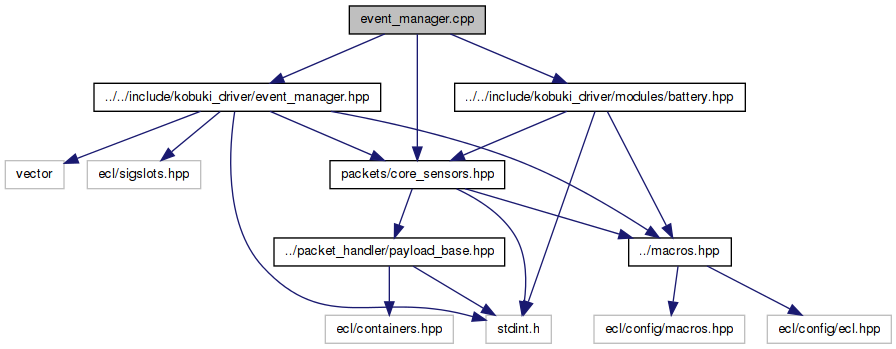 event_manager.cpp
../../include/kobuki_driver/event_manager.hpp
../../include/kobuki_driver/modules/battery.hpp
vector
ecl/sigslots.hpp
packets/core_sensors.hpp
../packet_handler/payload_base.hpp
../macros.hpp
ecl/containers.hpp
stdint.h
ecl/config/macros.hpp
ecl/config/ecl.hpp